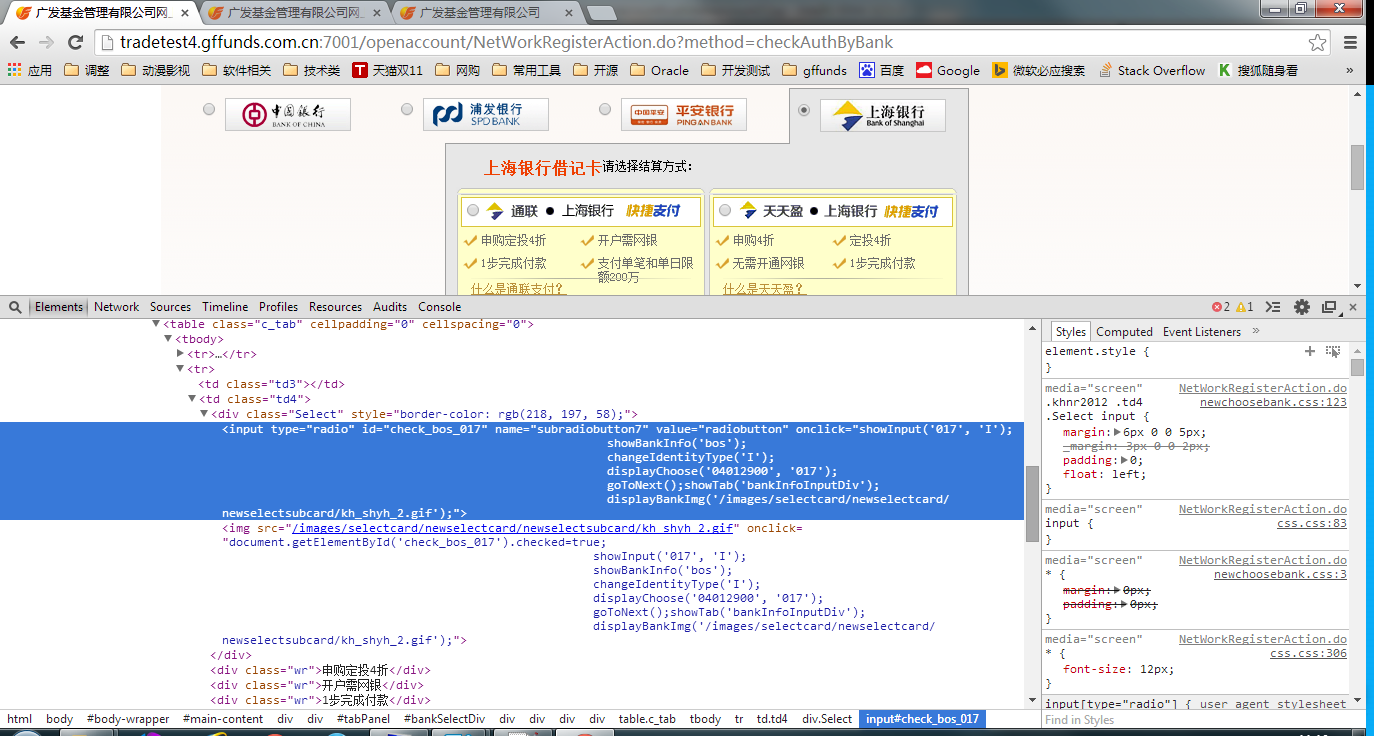 广发基金管理有限公司网_ 广发基金管理有限公司网_ 广发基金管理有限公司
tradetest4.gffunds.com.cn:7001/openaccount/NetWorkRegisterAction.do?method=checkAuthByBank
应用 调整 动漫影视 软件相关 技术类 天猫双11 网购 常用工具 开源 Oracle 开发测试 gffunds 百度 Google 微软必应搜索 Stack Overflow 搜狐随身看 »
中国银行 BANK OF CHINA 浦发银行 SPD BANK 中国平安 平安银行 PING AN BANK 上海银行 Bank of Shanghai
上海银行借记卡请选择结算方式:
通联 ● 上海银行 快捷支付 天天盈 ● 上海银行 快捷支付
申购定投4折 开户需网银 申购4折 定投4折
1步完成付款 支付单笔和单日限 无需开通网银 1步完成付款
额200万
什么是通联支付? 什么是天天盈?
Elements Network Sources Timeline Profiles Resources Audits Console 2 1
<table class="c_tab" cellpadding="0" cellspacing="0">
<tbody>
<tr>…</tr>
<tr>
<td class="td3"></td>
<td class="td4">
<div class="Select" style="border-color: rgb(218, 197, 58);">
<input type="radio" id="check_bos_017" name="subradiobutton7" value="radiobutton" onclick="showInput('017', 'I');
showBankInfo('bos');
changeIdentityType('I');
displayChoose('04012900', '017');
goToNext();showTab('bankInfoInputDiv');
displayBankImg('/images/selectcard/newselectcard/
newselectsubcard/kh_shyh_2.gif');">
<img src="/images/selectcard/newselectcard/newselectsubcard/kh_shyh_2.gif" onclick=
"document.getElementById('check_bos_017').checked=true;
showInput('017', 'I');
showBankInfo('bos');
changeIdentityType('I');
displayChoose('04012900', '017');
goToNext();showTab('bankInfoInputDiv');
displayBankImg('/images/selectcard/newselectcard/
newselectsubcard/kh_shyh_2.gif');">
</div>
<div class="wr">申购定投4折</div>
<div class="wr">开户需网银</div>
<div class="wr">1步完成付款</div>
html body #body-wrapper #main-content div div #tabPanel #bankSelectDiv div div div div table.c_tab tbody tr td.td4 div.Select input#check_bos_017
Styles Computed Event Listeners »
element.style {
}
media="screen" NetWorkRegisterAction.do
.khnr2012 .td4 newchoosebank.css:123
.Select input {
margin: 6px 0 0 5px;
_margin: 3px 0 0 2px;
padding: 0;
float: left;
}
media="screen" NetWorkRegisterAction.do
input { css.css:83
}
media="screen" NetWorkRegisterAction.do
* { newchoosebank.css:3
margin: 0px;
padding: 0px;
}
media="screen" NetWorkRegisterAction.do
* { css.css:306
font-size: 12px;
}
input[type="radio"] { user agent stylesheet
Find in Styles